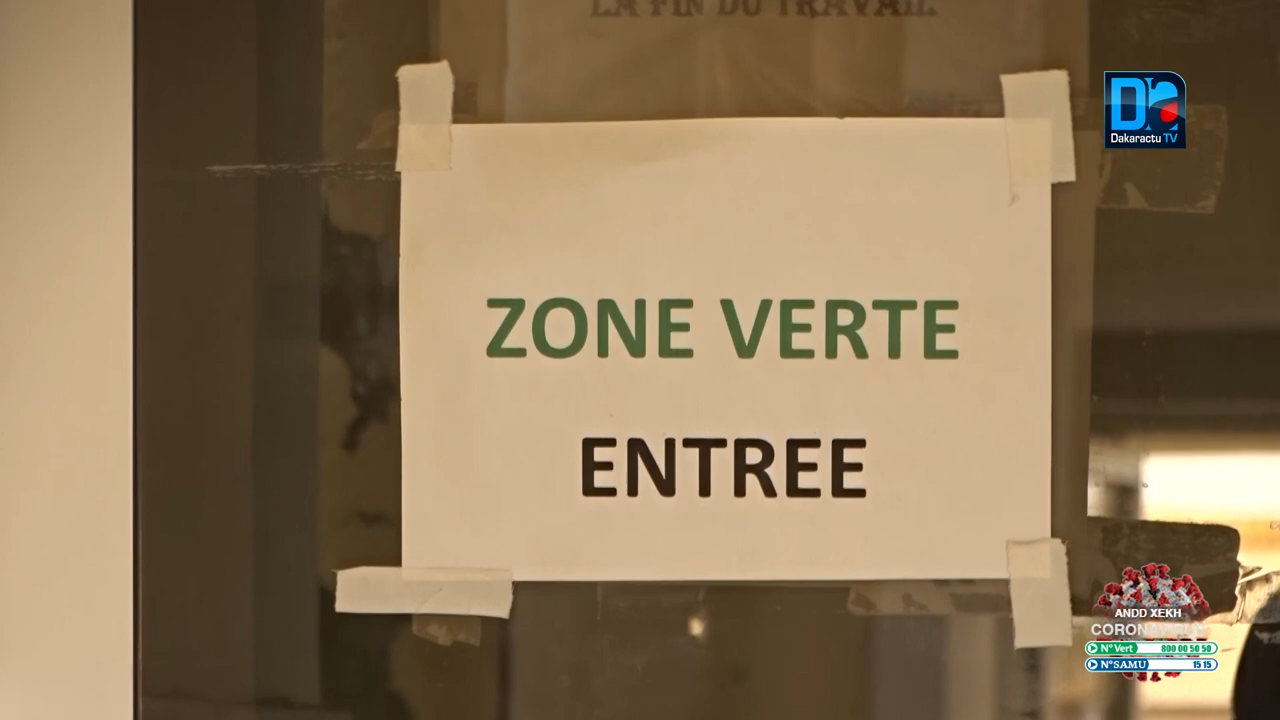 LA FIN DU TRAVAIL
Dakaractu TV
ZONE VERTE
ENTREE
ANDD XEKH
CORONAVIRUS
N°Vert 800 00 50 50
N°SAMU 15 15